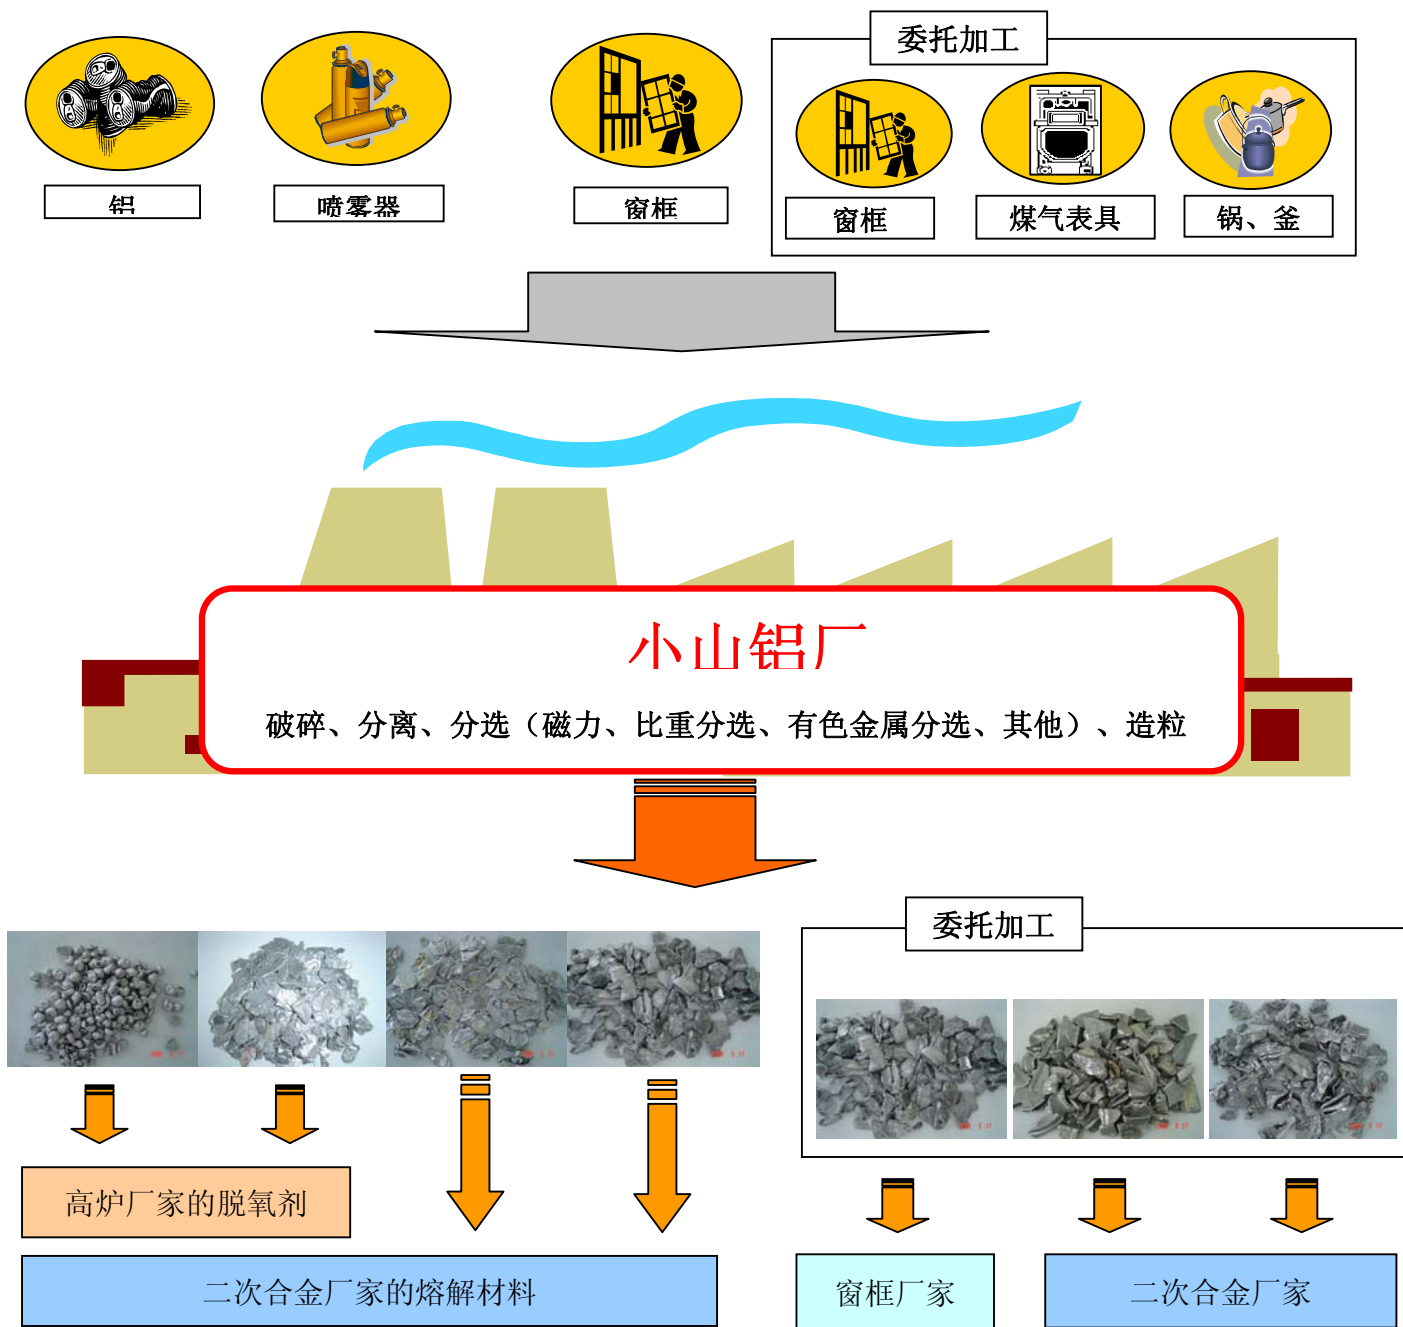 委托加工
铝
喷雾器
窗框
窗框
煤气表具
锅、釜
小山铝厂
破碎、分离、分选（磁力、比重分选、有色金属分选、其他）、造粒
委托加工
高炉厂家的脱氧剂
二次合金厂家的熔解材料
窗框厂家
二次合金厂家